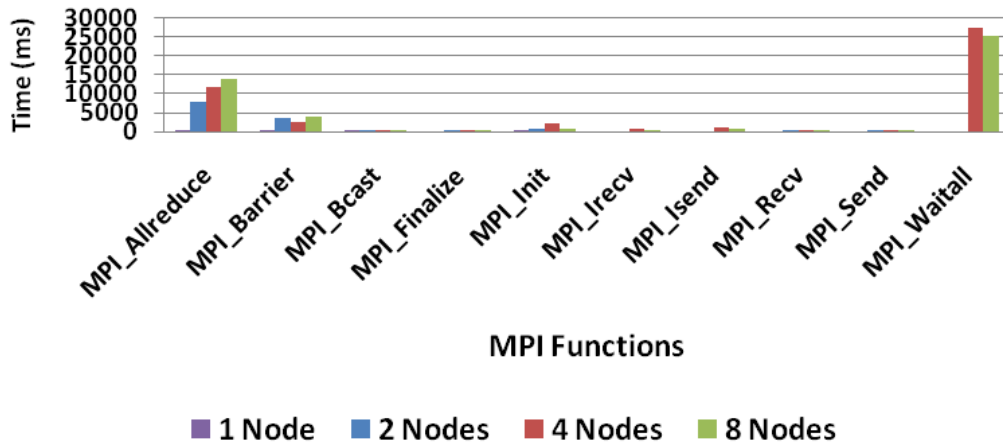 Time (ms)
30000
25000
20000
15000
10000
5000
0
MPI_Allreduce
MPI_Barrier
MPI_Bcast
MPI_Finalize
MPI_Init
MPI_Irecv
MPI_Isend
MPI_Recv
MPI_Send
MPI_Waitall
MPI Functions
1 Node 2 Nodes 4 Nodes 8 Nodes